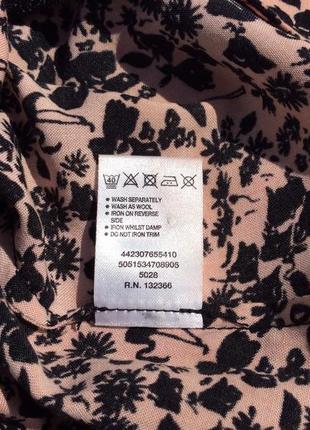 40
● WASH SEPARATELY
● WASH AS WOOL
● IRON ON REVERSE
SIDE
● IRON WHILST DAMP
● DO NOT IRON TRIM
442307655410
5051534708905
5028
R.N. 132366